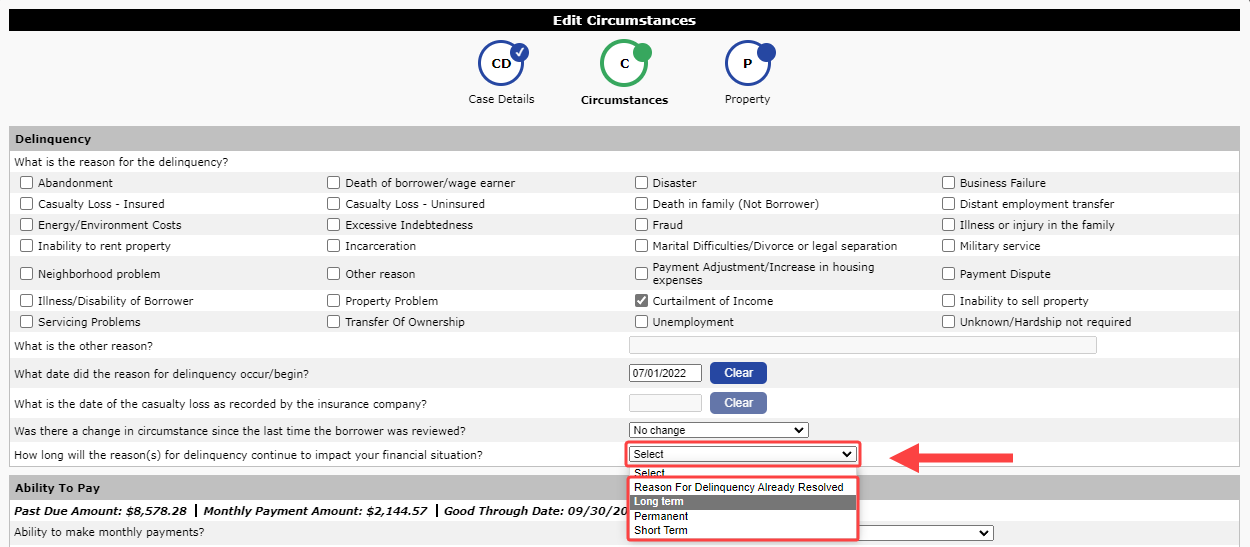 Edit Circumstances
CD C P
Case Details Circumstances Property
Delinquency
What is the reason for the delinquency?
Abandonment Death of borrower/wage earner Disaster Business Failure
Casualty Loss - Insured Casualty Loss - Uninsured Death in family (Not Borrower) Distant employment transfer
Energy/Environment Costs Excessive Indebtedness Fraud Illness or injury in the family
Inability to rent property Incarceration Marital Difficulties/Divorce or legal separation Military service
Neighborhood problem Other reason Payment Adjustment/Increase in housing Payment Dispute
expenses
Illness/Disability of Borrower Property Problem Curtailment of Income Inability to sell property
Servicing Problems Transfer Of Ownership Unemployment Unknown/Hardship not required
What is the other reason?
What date did the reason for delinquency occur/begin? 07/01/2022 Clear
What is the date of the casualty loss as recorded by the insurance company? Clear
Was there a change in circumstance since the last time the borrower was reviewed? No change
How long will the reason(s) for delinquency continue to impact your financial situation? Select
Select
Reason For Delinquency Already Resolved
Long term
Permanent
Short Term
Ability To Pay
Past Due Amount: $8,578.28 | Monthly Payment Amount: $2,144.57 | Good Through Date: 09/30/20
Ability to make monthly payments?